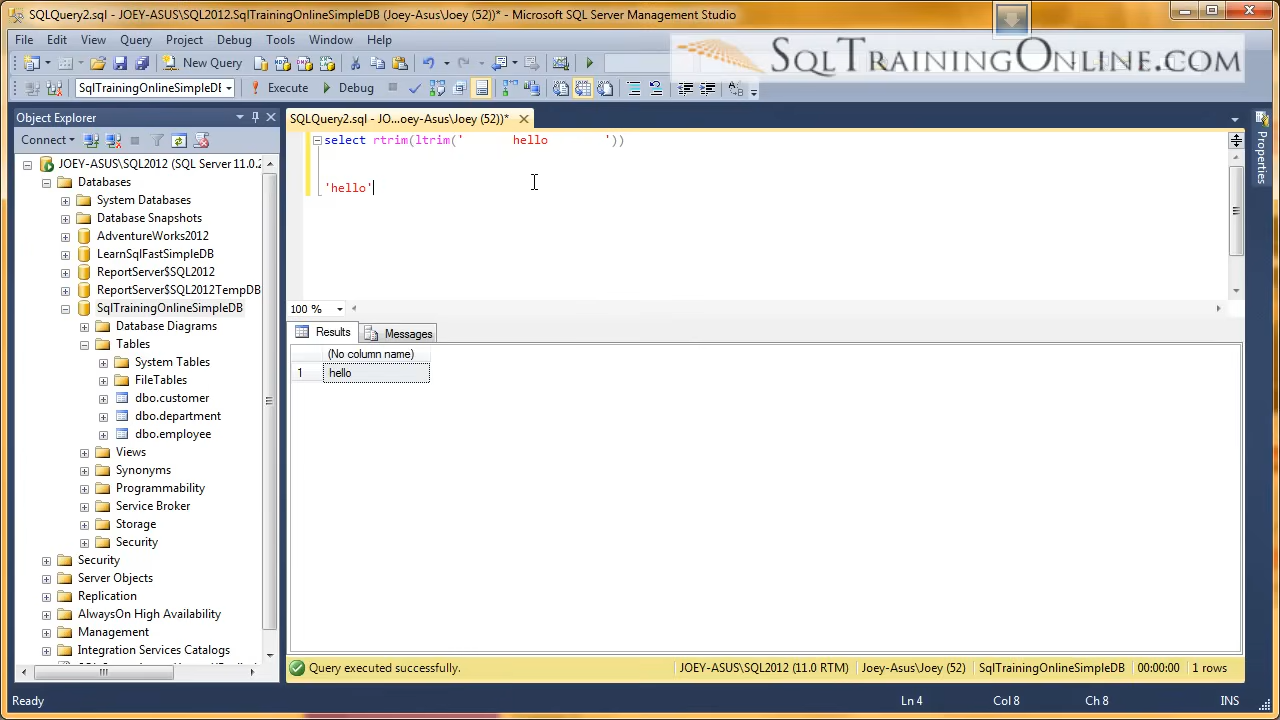 SQLQuery2.sql - JOEY-ASUS\SQL2012.SqlTrainingOnlineSimpleDB (Joey-Asus\Joey (52))* - Microsoft SQL Server Management Studio
File Edit View Query Project Debug Tools Window Help
SQLTRAININGONLINE.COM
New Query
SqlTrainingOnlineSimpleDE Execute Debug
Object Explorer
SQLQuery2.sql - JO...oey-Asus\Joey (52))*
Connect
select rtrim(ltrim('       hello        '))
'hello'
Properties
JOEY-ASUS\SQL2012 (SQL Server 11.0.2
Databases
System Databases
Database Snapshots
AdventureWorks2012
LearnSqlFastSimpleDB
ReportServer$SQL2012
ReportServer$SQL2012TempDB
SqlTrainingOnlineSimpleDB
Database Diagrams
Tables
System Tables
FileTables
dbo.customer
dbo.department
dbo.employee
Views
Synonyms
Programmability
Service Broker
Storage
Security
Security
Server Objects
Replication
AlwaysOn High Availability
Management
Integration Services Catalogs
100 %
Results Messages
(No column name)
1 hello
Query executed successfully. JOEY-ASUS\SQL2012 (11.0 RTM) Joey-Asus\Joey (52) SqlTrainingOnlineSimpleDB 00:00:00 1 rows
Ready Ln 4 Col 8 Ch 8 INS